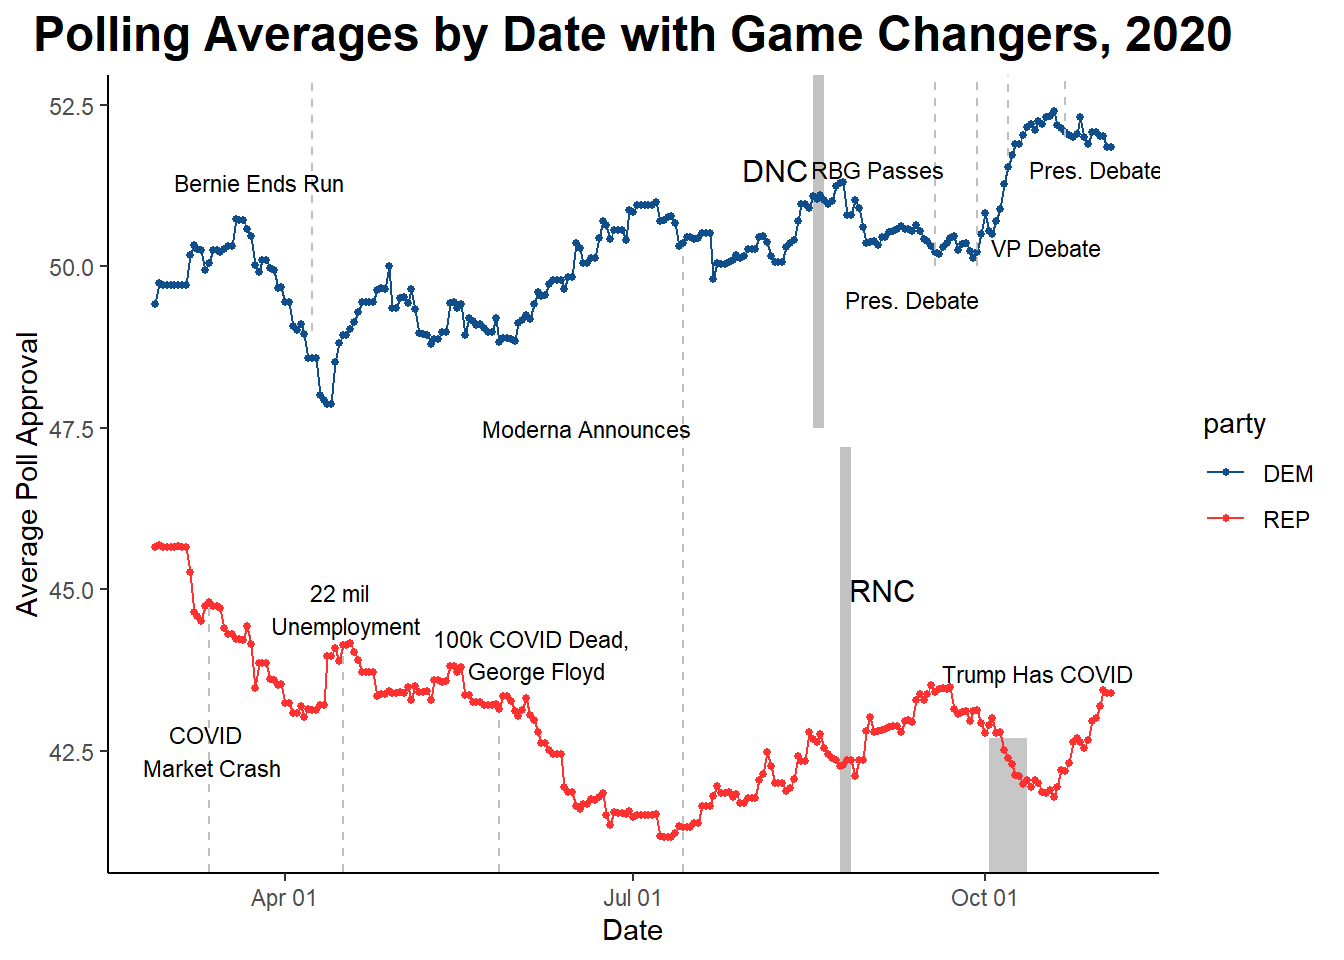 Polling Averages by Date with Game Changers, 2020
52.5
50.0
47.5
45.0
42.5
Average Poll Approval
Bernie Ends Run
DNC
RBG Passes
Pres. Debate
VP Debate
Pres. Debate
Moderna Announces
RNC
22 mil
Unemployment
100k COVID Dead,
George Floyd
Trump Has COVID
COVID
Market Crash
Apr 01
Jul 01
Oct 01
Date
party
DEM
REP